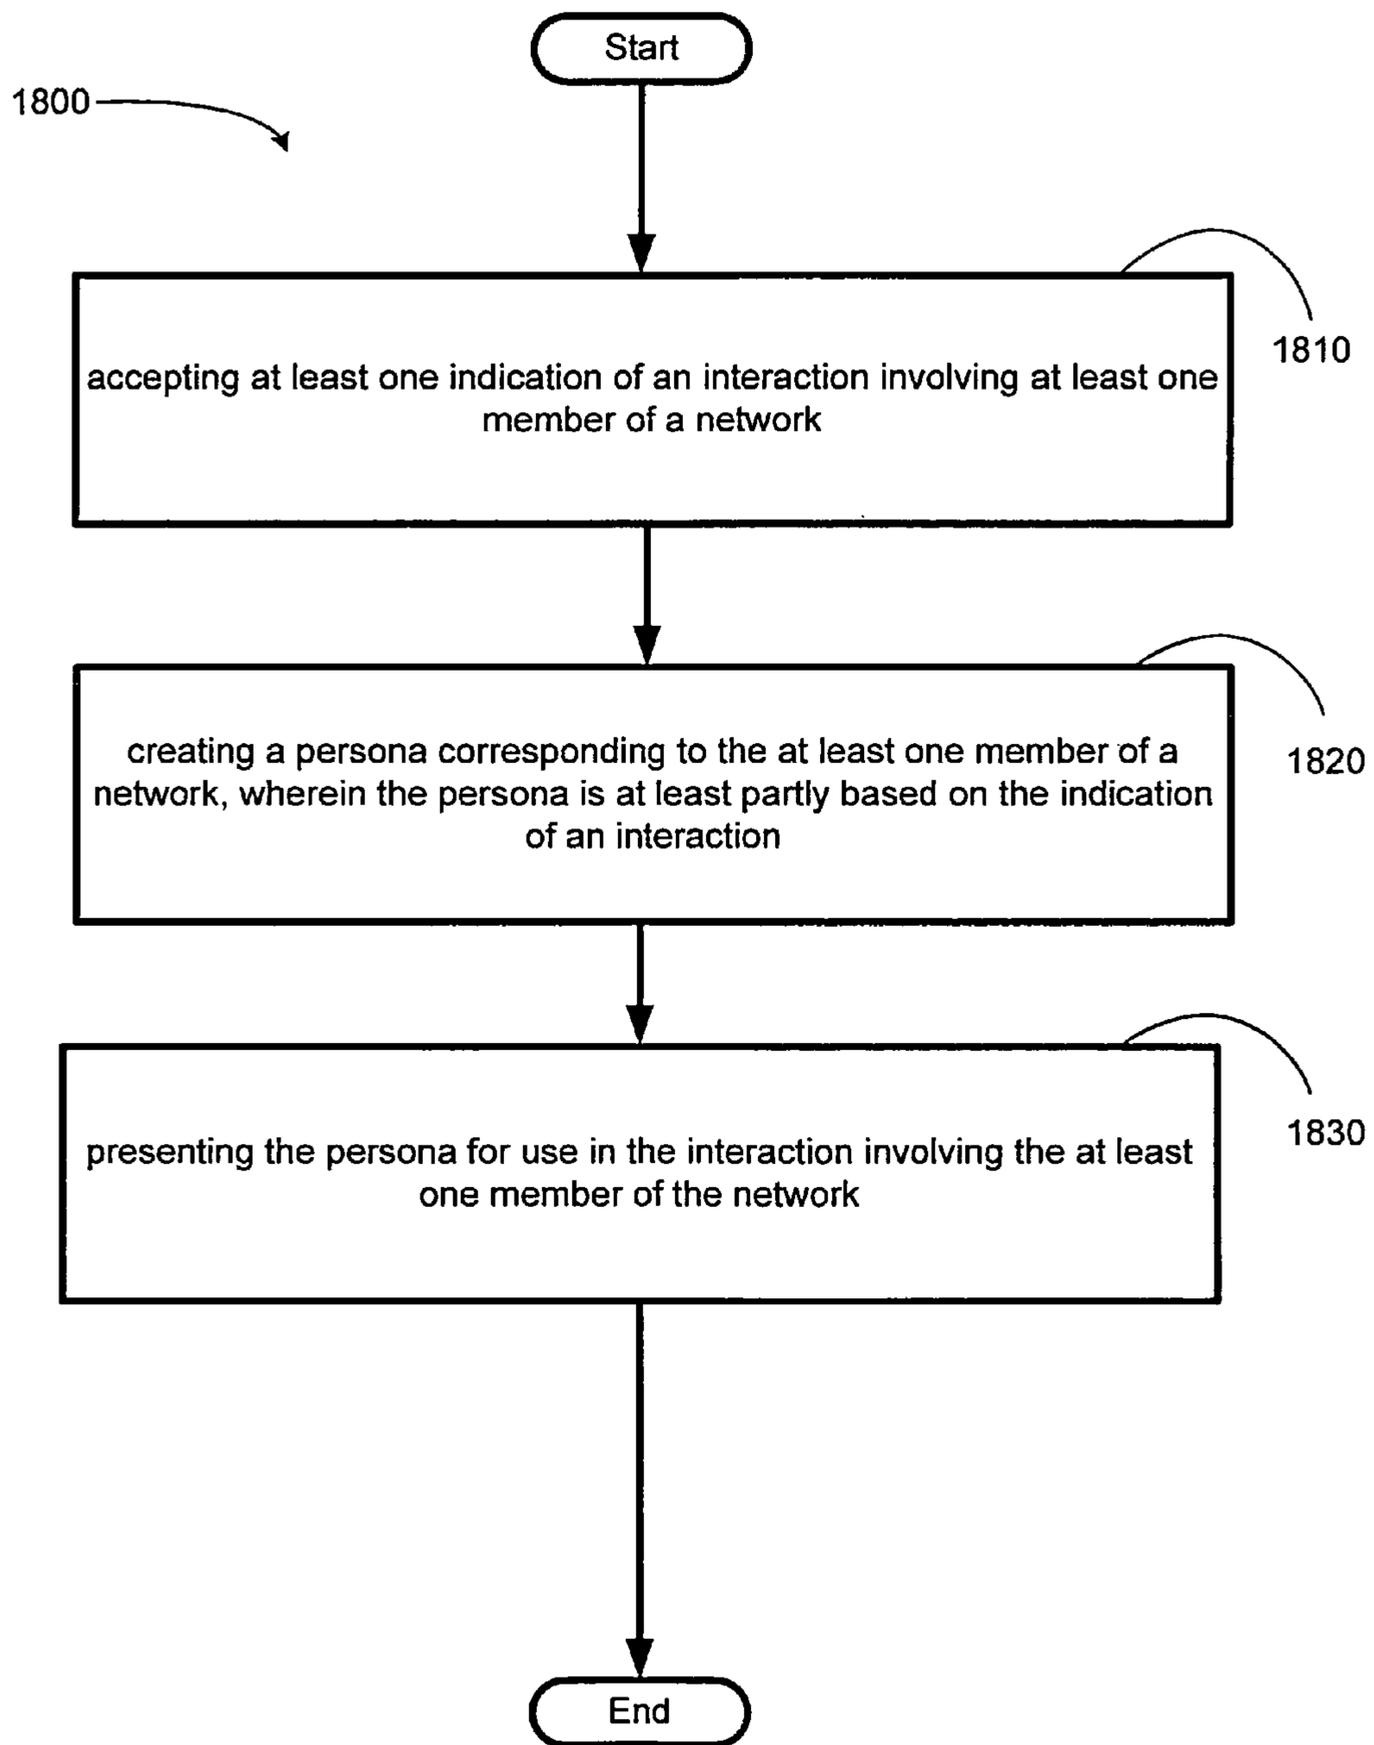 Start
1800
accepting at least one indication of an interaction involving at least one
member of a network
1810
creating a persona corresponding to the at least one member of a
network, wherein the persona is at least partly based on the indication
of an interaction
1820
presenting the persona for use in the interaction involving the at least
one member of the network
1830
End